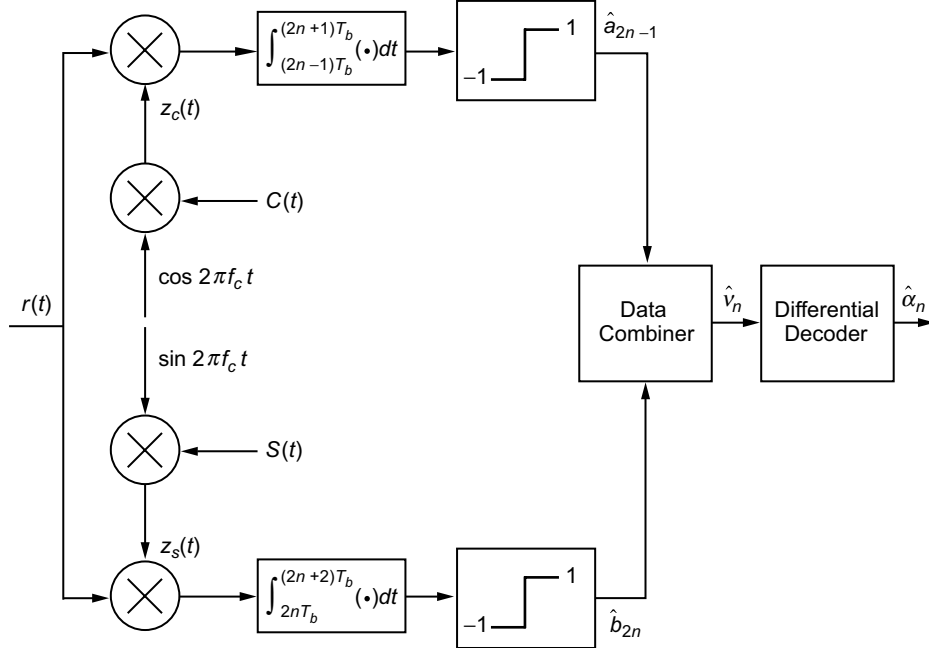 ∫_{(2n−1)T_b}^{(2n+1)T_b} (•)dt
1
−1
â_{2n−1}
z_c(t)
C(t)
cos 2πf_c t
r(t)
sin 2πf_c t
Data
Combiner
ν̂_n
Differential
Decoder
α̂_n
S(t)
z_s(t)
∫_{2nT_b}^{(2n+2)T_b} (•)dt
1
−1
b̂_{2n}